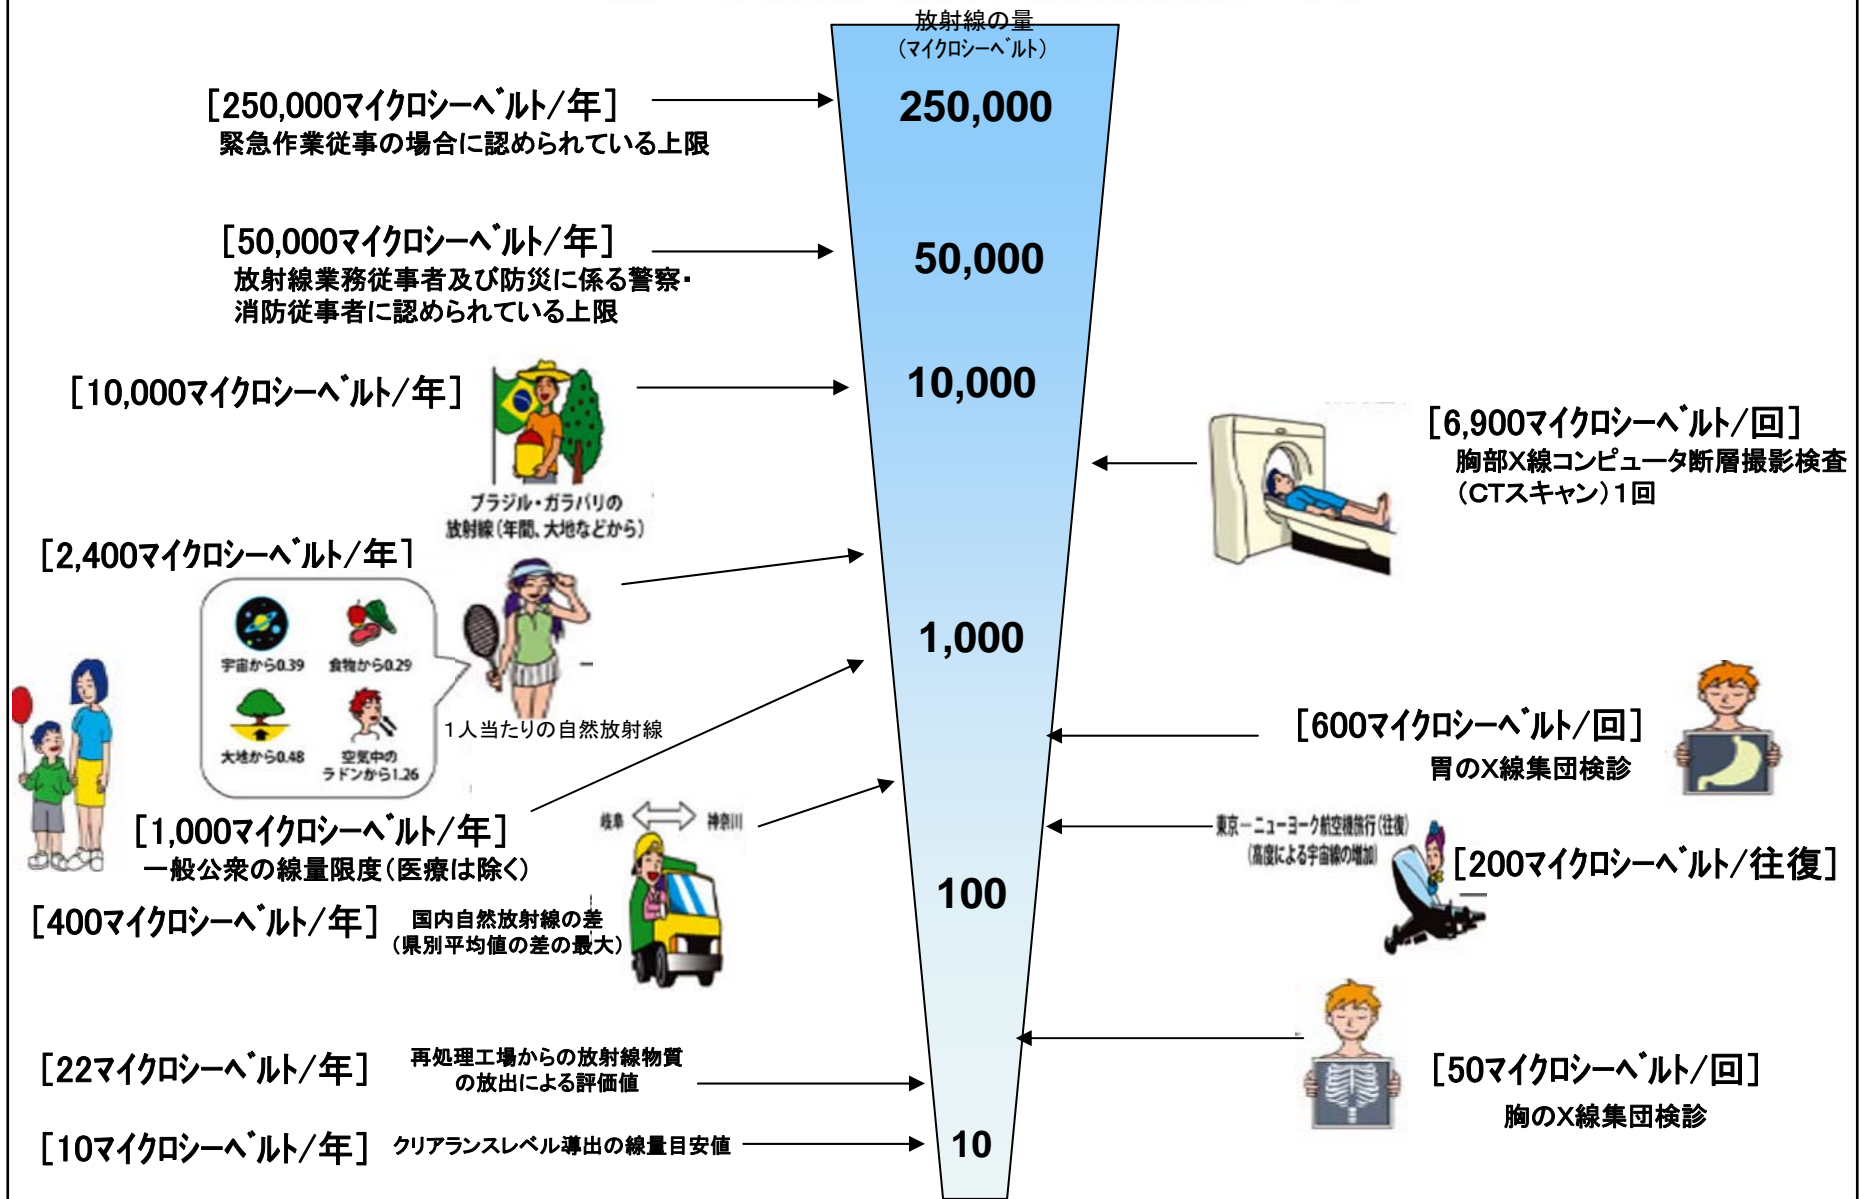 放射線の量
(マイクロシーベルト)
[250,000マイクロシーベルト/年]
緊急作業従事の場合に認められている上限
250,000
[50,000マイクロシーベルト/年]
放射線業務従事者及び防災に係る警察・
消防従事者に認められている上限
50,000
[10,000マイクロシーベルト/年]
ブラジル・ガラパリの
放射線(年間、大地などから)
10,000
[6,900マイクロシーベルト/回]
胸部X線コンピュータ断層撮影検査
(CTスキャン)1回
[2,400マイクロシーベルト/年]
宇宙から0.39
食物から0.29
大地から0.48
空気中の
ラドンから1.26
1人当たりの自然放射線
1,000
[1,000マイクロシーベルト/年]
一般公衆の線量限度(医療は除く)
[600マイクロシーベルト/回]
胃のX線集団検診
岐阜
神奈川
[400マイクロシーベルト/年]
国内自然放射線の差
(県別平均値の差の最大)
東京ーニューヨーク航空機旅行(往復)
(高度による宇宙線の増加)
[200マイクロシーベルト/往復]
100
[22マイクロシーベルト/年]
再処理工場からの放射線物質
の放出による評価値
[50マイクロシーベルト/回]
胸のX線集団検診
[10マイクロシーベルト/年]
クリアランスレベル導出の線量目安値
10